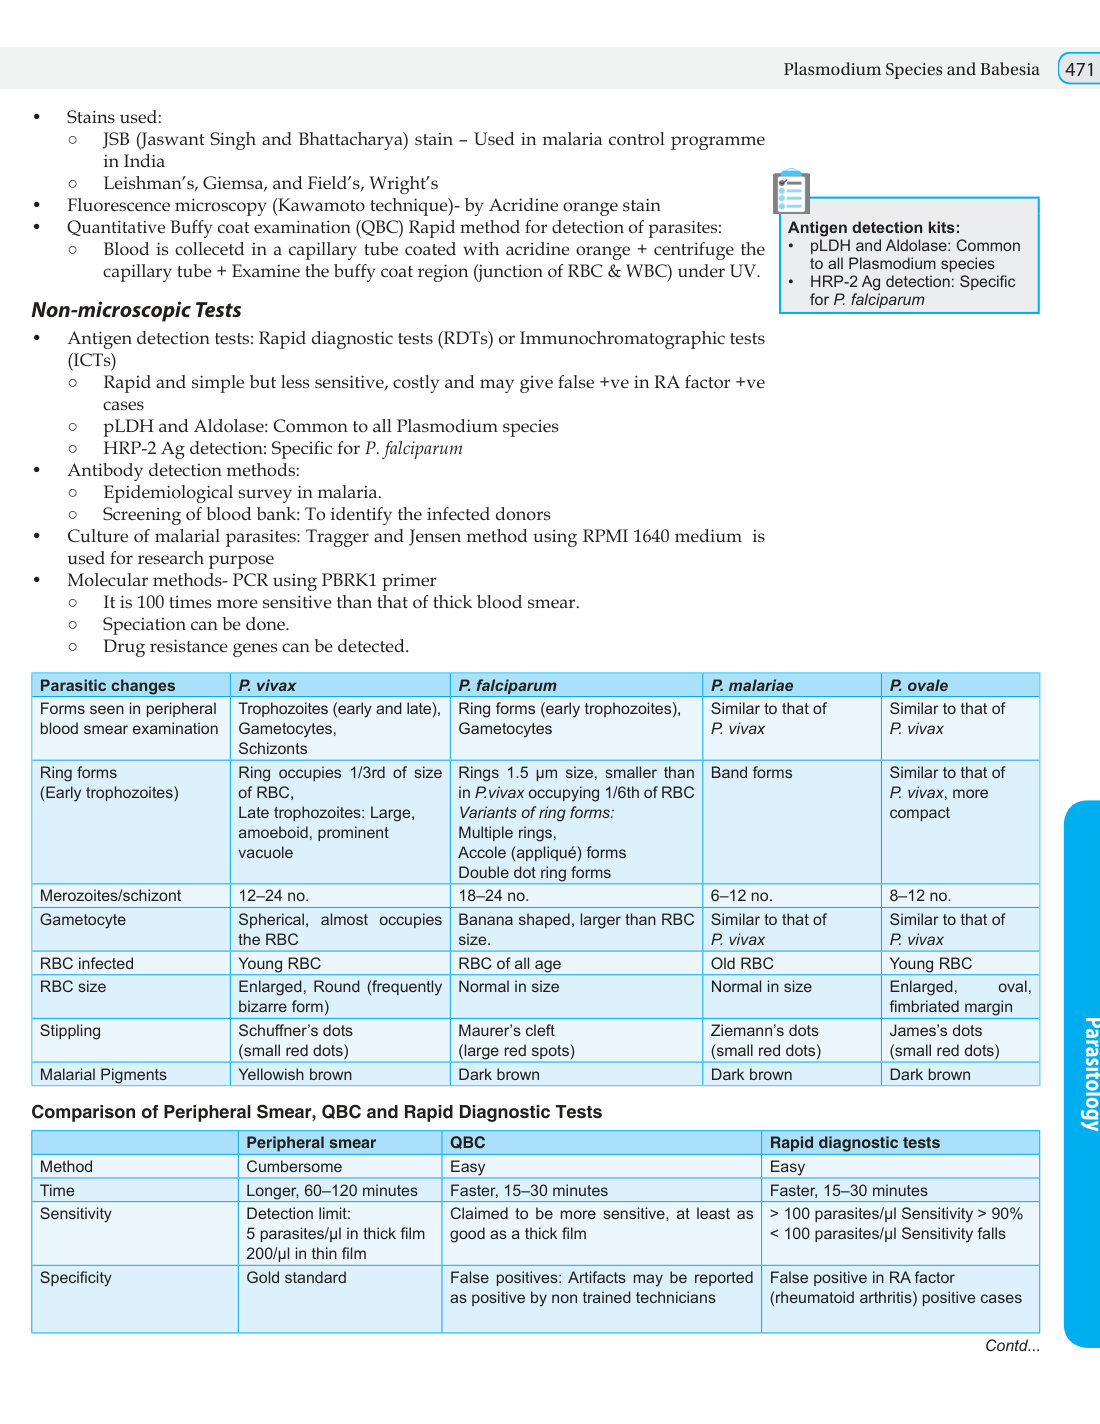 Plasmodium Species and Babesia 471
• Stains used:
○ JSB (Jaswant Singh and Bhattacharya) stain – Used in malaria control programme
in India
○ Leishman's, Giemsa, and Field's, Wright's
• Fluorescence microscopy (Kawamoto technique)- by Acridine orange stain
• Quantitative Buffy coat examination (QBC) Rapid method for detection of parasites:
○ Blood is collecetd in a capillary tube coated with acridine orange + centrifuge the
capillary tube + Examine the buffy coat region (junction of RBC & WBC) under UV.
Antigen detection kits:
• pLDH and Aldolase: Common
to all Plasmodium species
• HRP-2 Ag detection: Specific
for P. falciparum
Non-microscopic Tests
• Antigen detection tests: Rapid diagnostic tests (RDTs) or Immunochromatographic tests
(ICTs)
○ Rapid and simple but less sensitive, costly and may give false +ve in RA factor +ve
cases
○ pLDH and Aldolase: Common to all Plasmodium species
○ HRP-2 Ag detection: Specific for P. falciparum
• Antibody detection methods:
○ Epidemiological survey in malaria.
○ Screening of blood bank: To identify the infected donors
• Culture of malarial parasites: Tragger and Jensen method using RPMI 1640 medium is
used for research purpose
• Molecular methods- PCR using PBRK1 primer
○ It is 100 times more sensitive than that of thick blood smear.
○ Speciation can be done.
○ Drug resistance genes can be detected.
Parasitic changes P. vivax P. falciparum P. malariae P. ovale
Forms seen in peripheral Trophozoites (early and late), Ring forms (early trophozoites), Similar to that of Similar to that of
blood smear examination Gametocytes, Gametocytes P. vivax P. vivax
Schizonts
Ring forms Ring occupies 1/3rd of size Rings 1.5 µm size, smaller than Band forms Similar to that of
(Early trophozoites) of RBC, in P.vivax occupying 1/6th of RBC P. vivax, more
Late trophozoites: Large, Variants of ring forms: compact
amoeboid, prominent Multiple rings,
vacuole Accole (appliqué) forms
Double dot ring forms
Merozoites/schizont 12–24 no. 18–24 no. 6–12 no. 8–12 no.
Gametocyte Spherical, almost occupies Banana shaped, larger than RBC Similar to that of Similar to that of
the RBC size. P. vivax P. vivax
RBC infected Young RBC RBC of all age Old RBC Young RBC
RBC size Enlarged, Round (frequently Normal in size Normal in size Enlarged, oval,
bizarre form) fimbriated margin
Stippling Schuffner's dots Maurer's cleft Ziemann's dots James's dots
(small red dots) (large red spots) (small red dots) (small red dots)
Malarial Pigments Yellowish brown Dark brown Dark brown Dark brown
Comparison of Peripheral Smear, QBC and Rapid Diagnostic Tests
Peripheral smear QBC Rapid diagnostic tests
Method Cumbersome Easy Easy
Time Longer, 60–120 minutes Faster, 15–30 minutes Faster, 15–30 minutes
Sensitivity Detection limit: Claimed to be more sensitive, at least as > 100 parasites/µl Sensitivity > 90%
5 parasites/µl in thick film good as a thick film < 100 parasites/µl Sensitivity falls
200/µl in thin film
Specificity Gold standard False positives: Artifacts may be reported False positive in RA factor
as positive by non trained technicians (rheumatoid arthritis) positive cases
Contd...
Parasitology